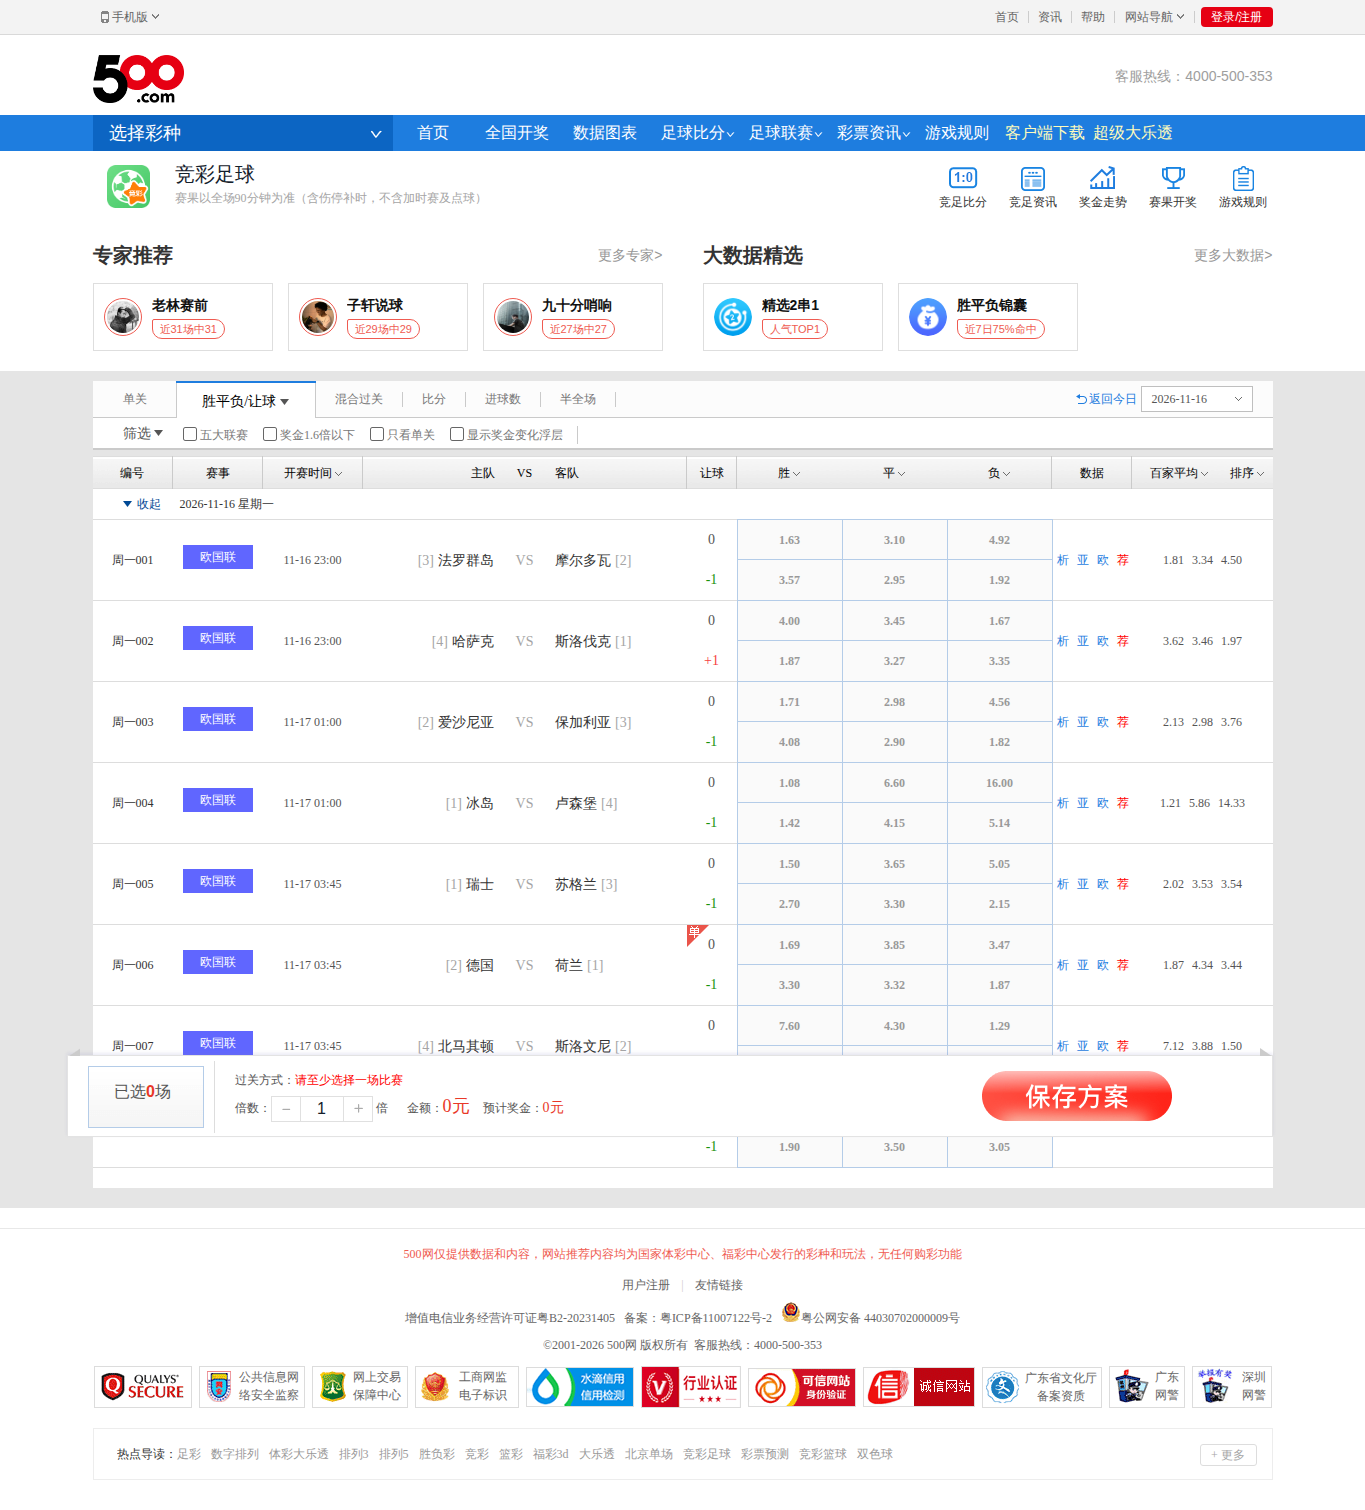 手机版
首页 资讯 帮助 网站导航 登录/注册
500.com
客服热线：4000-500-353
选择彩种 首页 全国开奖 数据图表 足球比分 足球联赛 彩票资讯 游戏规则 客户端下载 超级大乐透
竞彩足球
赛果以全场90分钟为准（含伤停补时，不含加时赛及点球）
1:0
竞足比分 竞足资讯 奖金走势 赛果开奖 游戏规则
专家推荐 更多专家> 大数据精选 更多大数据>
老林赛前 子轩说球 九十分哨响 精选2串1 胜平负锦囊
近31场中31 近29场中29 近27场中27 人气TOP1 近7日75%命中
单关 胜平负/让球 混合过关 比分 进球数 半全场 返回今日 2026-11-16
筛选 五大联赛 奖金1.6倍以下 只看单关 显示奖金变化浮层
编号 赛事 开赛时间 主队 VS 客队 让球 胜 平 负 数据 百家平均 排序
收起 2026-11-16 星期一
0 1.63 3.10 4.92
周一001 欧国联 11-16 23:00 [3] 法罗群岛 VS 摩尔多瓦 [2] 析 亚 欧 荐 1.81 3.34 4.50
-1 3.57 2.95 1.92
0 4.00 3.45 1.67
周一002 欧国联 11-16 23:00 [4] 哈萨克 VS 斯洛伐克 [1] 析 亚 欧 荐 3.62 3.46 1.97
+1 1.87 3.27 3.35
0 1.71 2.98 4.56
周一003 欧国联 11-17 01:00 [2] 爱沙尼亚 VS 保加利亚 [3] 析 亚 欧 荐 2.13 2.98 3.76
-1 4.08 2.90 1.82
0 1.08 6.60 16.00
周一004 欧国联 11-17 01:00 [1] 冰岛 VS 卢森堡 [4] 析 亚 欧 荐 1.21 5.86 14.33
-1 1.42 4.15 5.14
0 1.50 3.65 5.05
周一005 欧国联 11-17 03:45 [1] 瑞士 VS 苏格兰 [3] 析 亚 欧 荐 2.02 3.53 3.54
-1 2.70 3.30 2.15
单 0 1.69 3.85 3.47
周一006 欧国联 11-17 03:45 [2] 德国 VS 荷兰 [1] 析 亚 欧 荐 1.87 4.34 3.44
-1 3.30 3.32 1.87
0 7.60 4.30 1.29
周一007 欧国联 11-17 03:45 [4] 北马其顿 VS 斯洛文尼 [2] 析 亚 欧 荐 7.12 3.88 1.50
已选0场 过关方式：请至少选择一场比赛
倍数： － 1 ＋ 倍 金额：0元 预计奖金：0元 保存方案
-1 1.90 3.50 3.05
500网仅提供数据和内容，网站推荐内容均为国家体彩中心、福彩中心发行的彩种和玩法，无任何购彩功能
用户注册 | 友情链接
增值电信业务经营许可证粤B2-20231405 备案：粤ICP备11007122号-2 粤公网安备 44030702000009号
©2001-2026 500网 版权所有 客服热线：4000-500-353
QUALYS SECURE 公共信息网络安全监察 网上交易保障中心 工商网监电子标识 水滴信用 信用检测 行业认证 可信网站 身份验证 信 诚信网站 广东省文化厅备案资质 广东网警 举报有奖 深圳网警
热点导读：足彩 数字排列 体彩大乐透 排列3 排列5 胜负彩 竞彩 篮彩 福彩3d 大乐透 北京单场 竞彩足球 彩票预测 竞彩篮球 双色球 + 更多